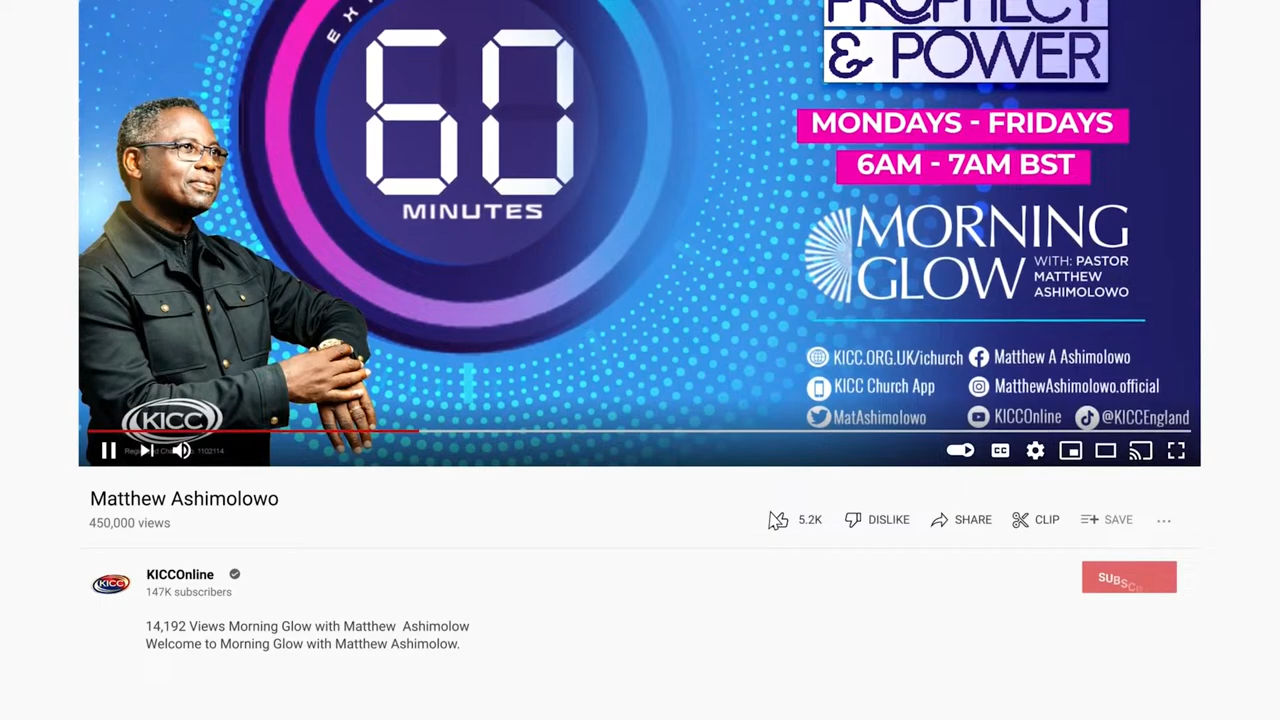 60
MINUTES
PROPHECY
& POWER
MONDAYS - FRIDAYS
6AM - 7AM BST
MORNING
GLOW
WITH: PASTOR
MATTHEW
ASHIMOLOWO
KICC.ORG.UK/ichurch
Matthew A Ashimolowo
KICC Church App
MatthewAshimolowo.official
MatAshimolowo
KICCOnline
@KICCEngland
KICC
1102114
CC
Matthew Ashimolowo
450,000 views
5.2K
DISLIKE
SHARE
CLIP
SAVE
KICC
KICCOnline
147K subscribers
14,192 Views Morning Glow with Matthew Ashimolow
Welcome to Morning Glow with Matthew Ashimolow.